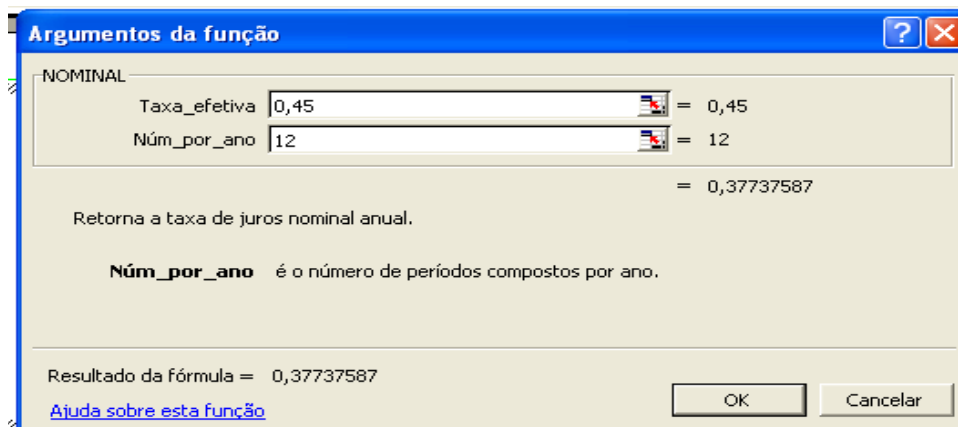 Argumentos da função
NOMINAL
Taxa_efetiva 0,45 = 0,45
Núm_por_ano 12 = 12
= 0,37737587
Retorna a taxa de juros nominal anual.
Núm_por_ano é o número de períodos compostos por ano.
Resultado da fórmula = 0,37737587
Ajuda sobre esta função
OK Cancelar